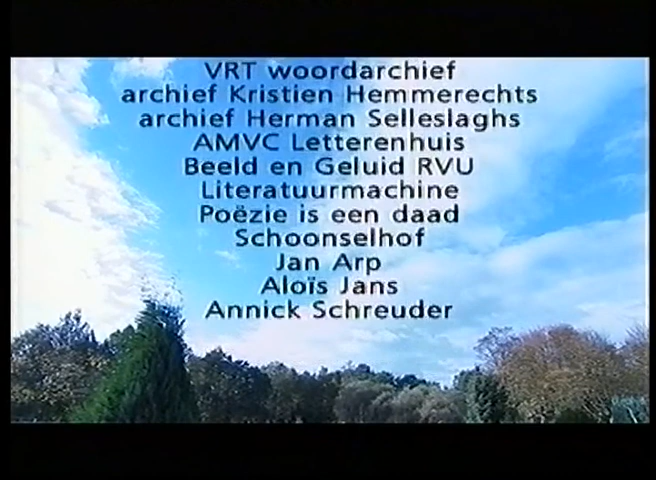 VRT woordarchief
archief Kristien Hemmerechts
archief Herman Selleslaghs
AMVC Letterenhuis
Beeld en Geluid RVU
Literatuurmachine
Poëzie is een daad
Schoonselhof
Jan Arp
Aloïs Jans
Annick Schreuder